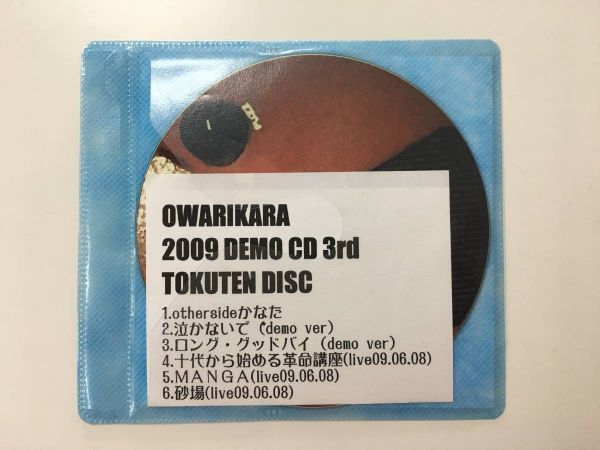 OWARIKARA
2009 DEMO CD 3rd
TOKUTEN DISC
1.othersideかなた
2.泣かないで（demo ver)
3.ロング・グッドバイ（demo ver)
4.十代から始める革命講座(live09.06.08)
5.ＭＡＮＧＡ(live09.06.08)
6.砂場(live09.06.08)